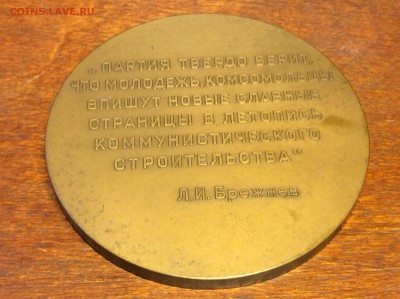 COINS.LAVE.RU
„ПАРТИЯ ТВЕРДО ВЕРИТ,
ЧТО МОЛОДЕЖЬ, КОМСОМОЛЬЦЫ
ВПИШУТ НОВЫЕ СЛАВНЫЕ
СТРАНИЦЫ В ЛЕТОПИСЬ
КОММУНИСТИЧЕСКОГО
СТРОИТЕЛЬСТВА"
Л.И. Брежнев